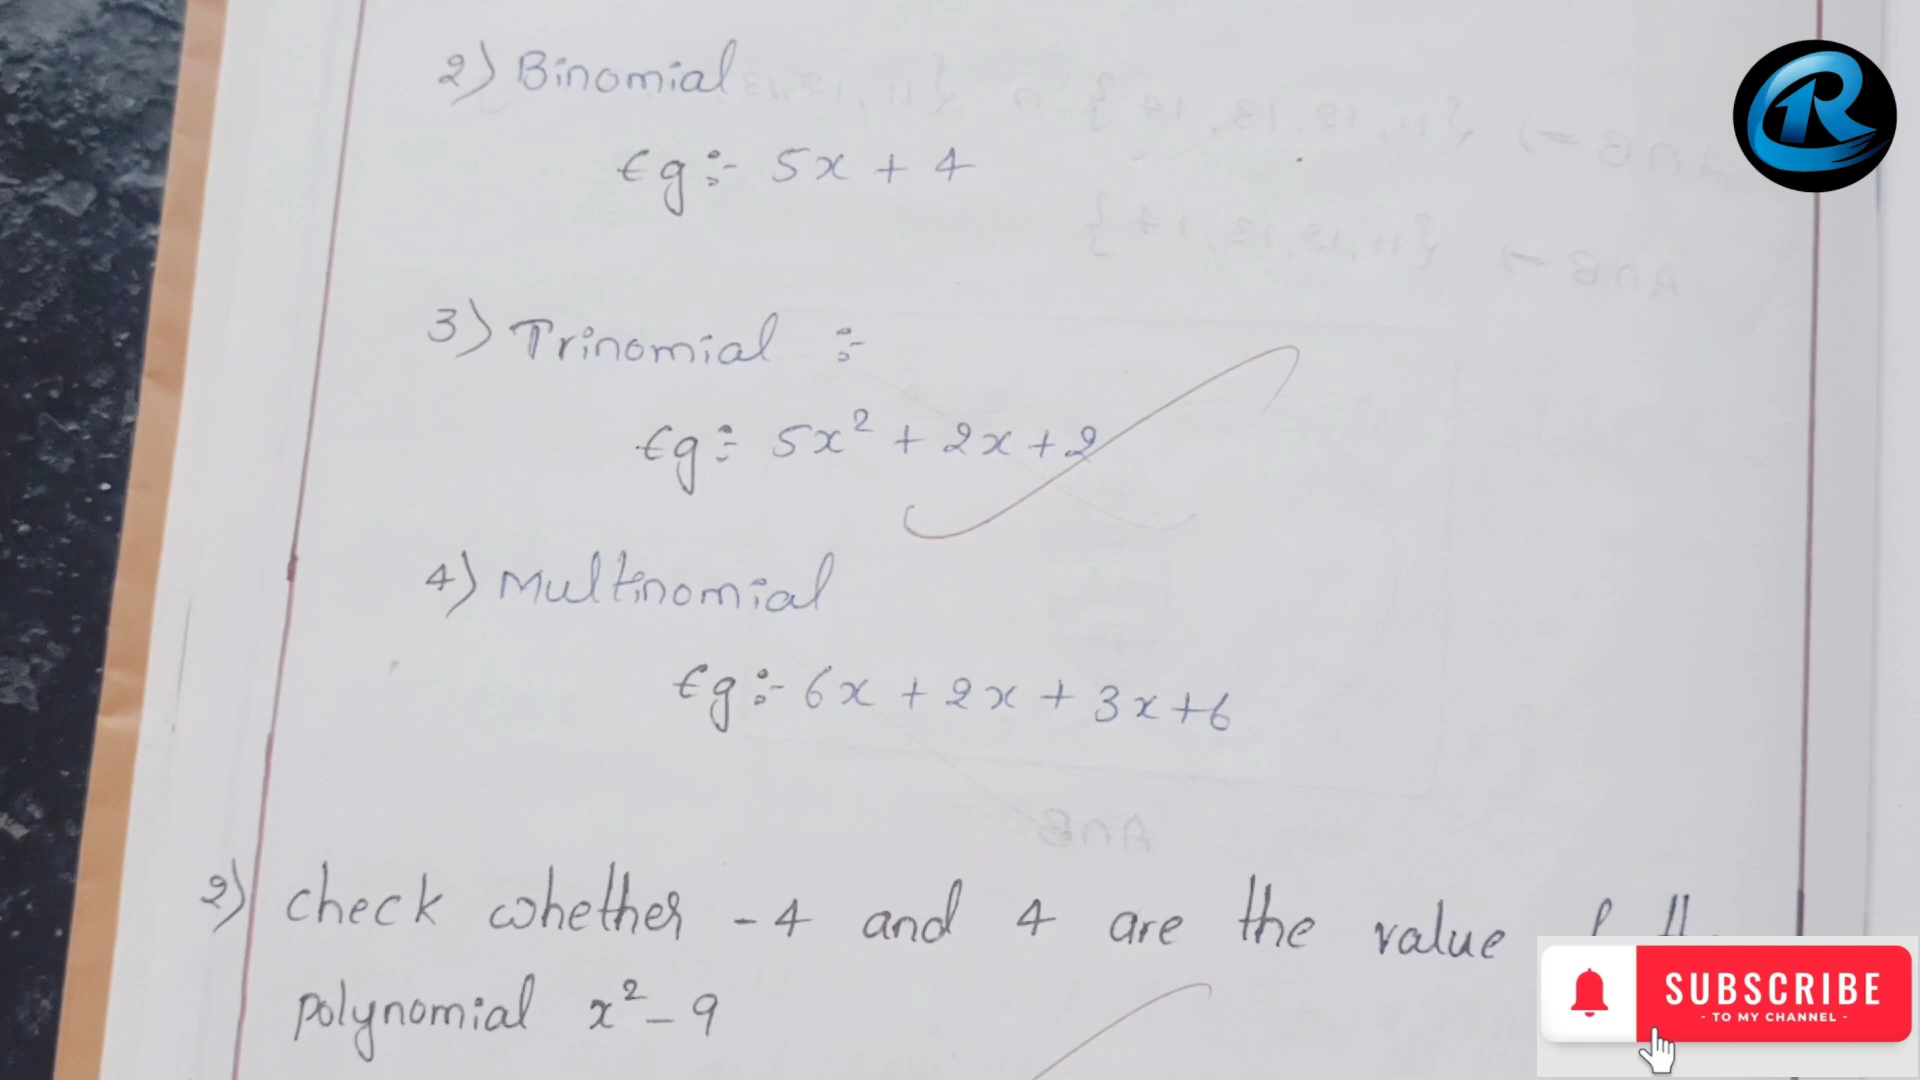 2) Binomial
Eg:- 5x + 4
3) Trinomial :-
Eg:- 5x² + 2x + 2
4) Multinomial
Eg:- 6x + 2x + 3x + 6
2) check whether -4 and 4 are the value
polynomial x² - 9
R
SUBSCRIBE
- TO MY CHANNEL -